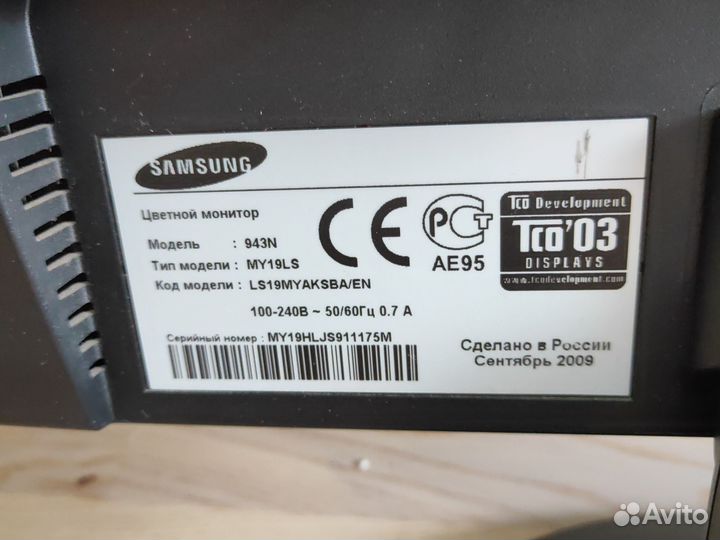 SAMSUNG
Цветной монитор
Модель : 943N
Тип модели : MY19LS
Код модели : LS19MYAKSBA/EN
100-240В ~ 50/60Гц 0.7 А
Серийный номер : MY19HLJS911175M
CE
РСТ
AE95
TCO Development
TCO'03
DISPLAYS
www.tcodevelopment.com
Сделано в России
Сентябрь 2009
Avito